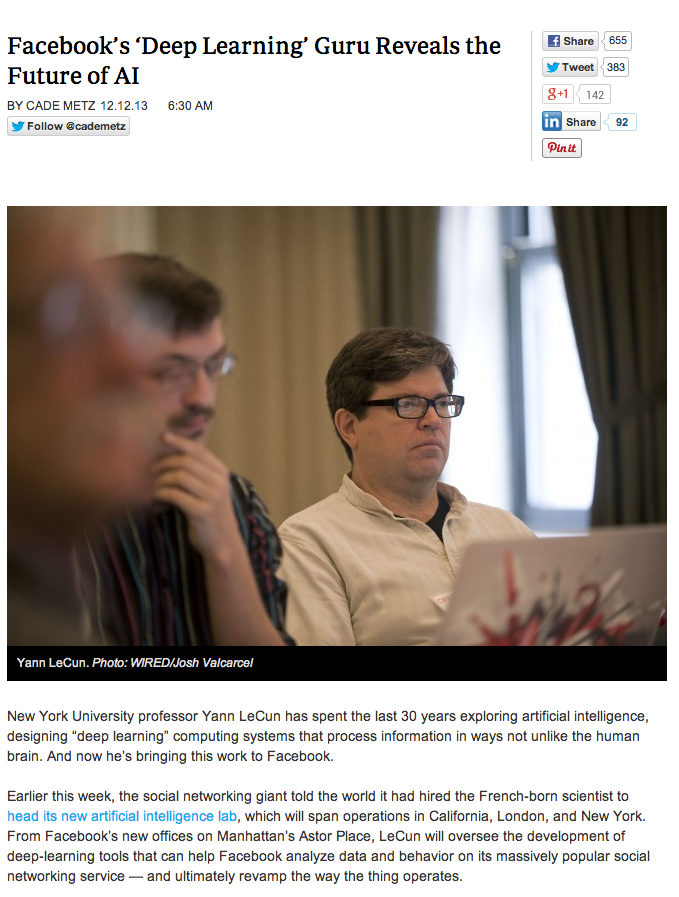 Facebook’s ‘Deep Learning’ Guru Reveals the
Future of AI
BY CADE METZ 12.12.13 6:30 AM
Follow @cademetz
Share 655
Tweet 383
g+1 142
in Share 92
Pin it
Yann LeCun. Photo: WIRED/Josh Valcarcel
New York University professor Yann LeCun has spent the last 30 years exploring artificial intelligence,
designing “deep learning” computing systems that process information in ways not unlike the human
brain. And now he’s bringing this work to Facebook.
Earlier this week, the social networking giant told the world it had hired the French-born scientist to
head its new artificial intelligence lab, which will span operations in California, London, and New York.
From Facebook’s new offices on Manhattan’s Astor Place, LeCun will oversee the development of
deep-learning tools that can help Facebook analyze data and behavior on its massively popular social
networking service — and ultimately revamp the way the thing operates.